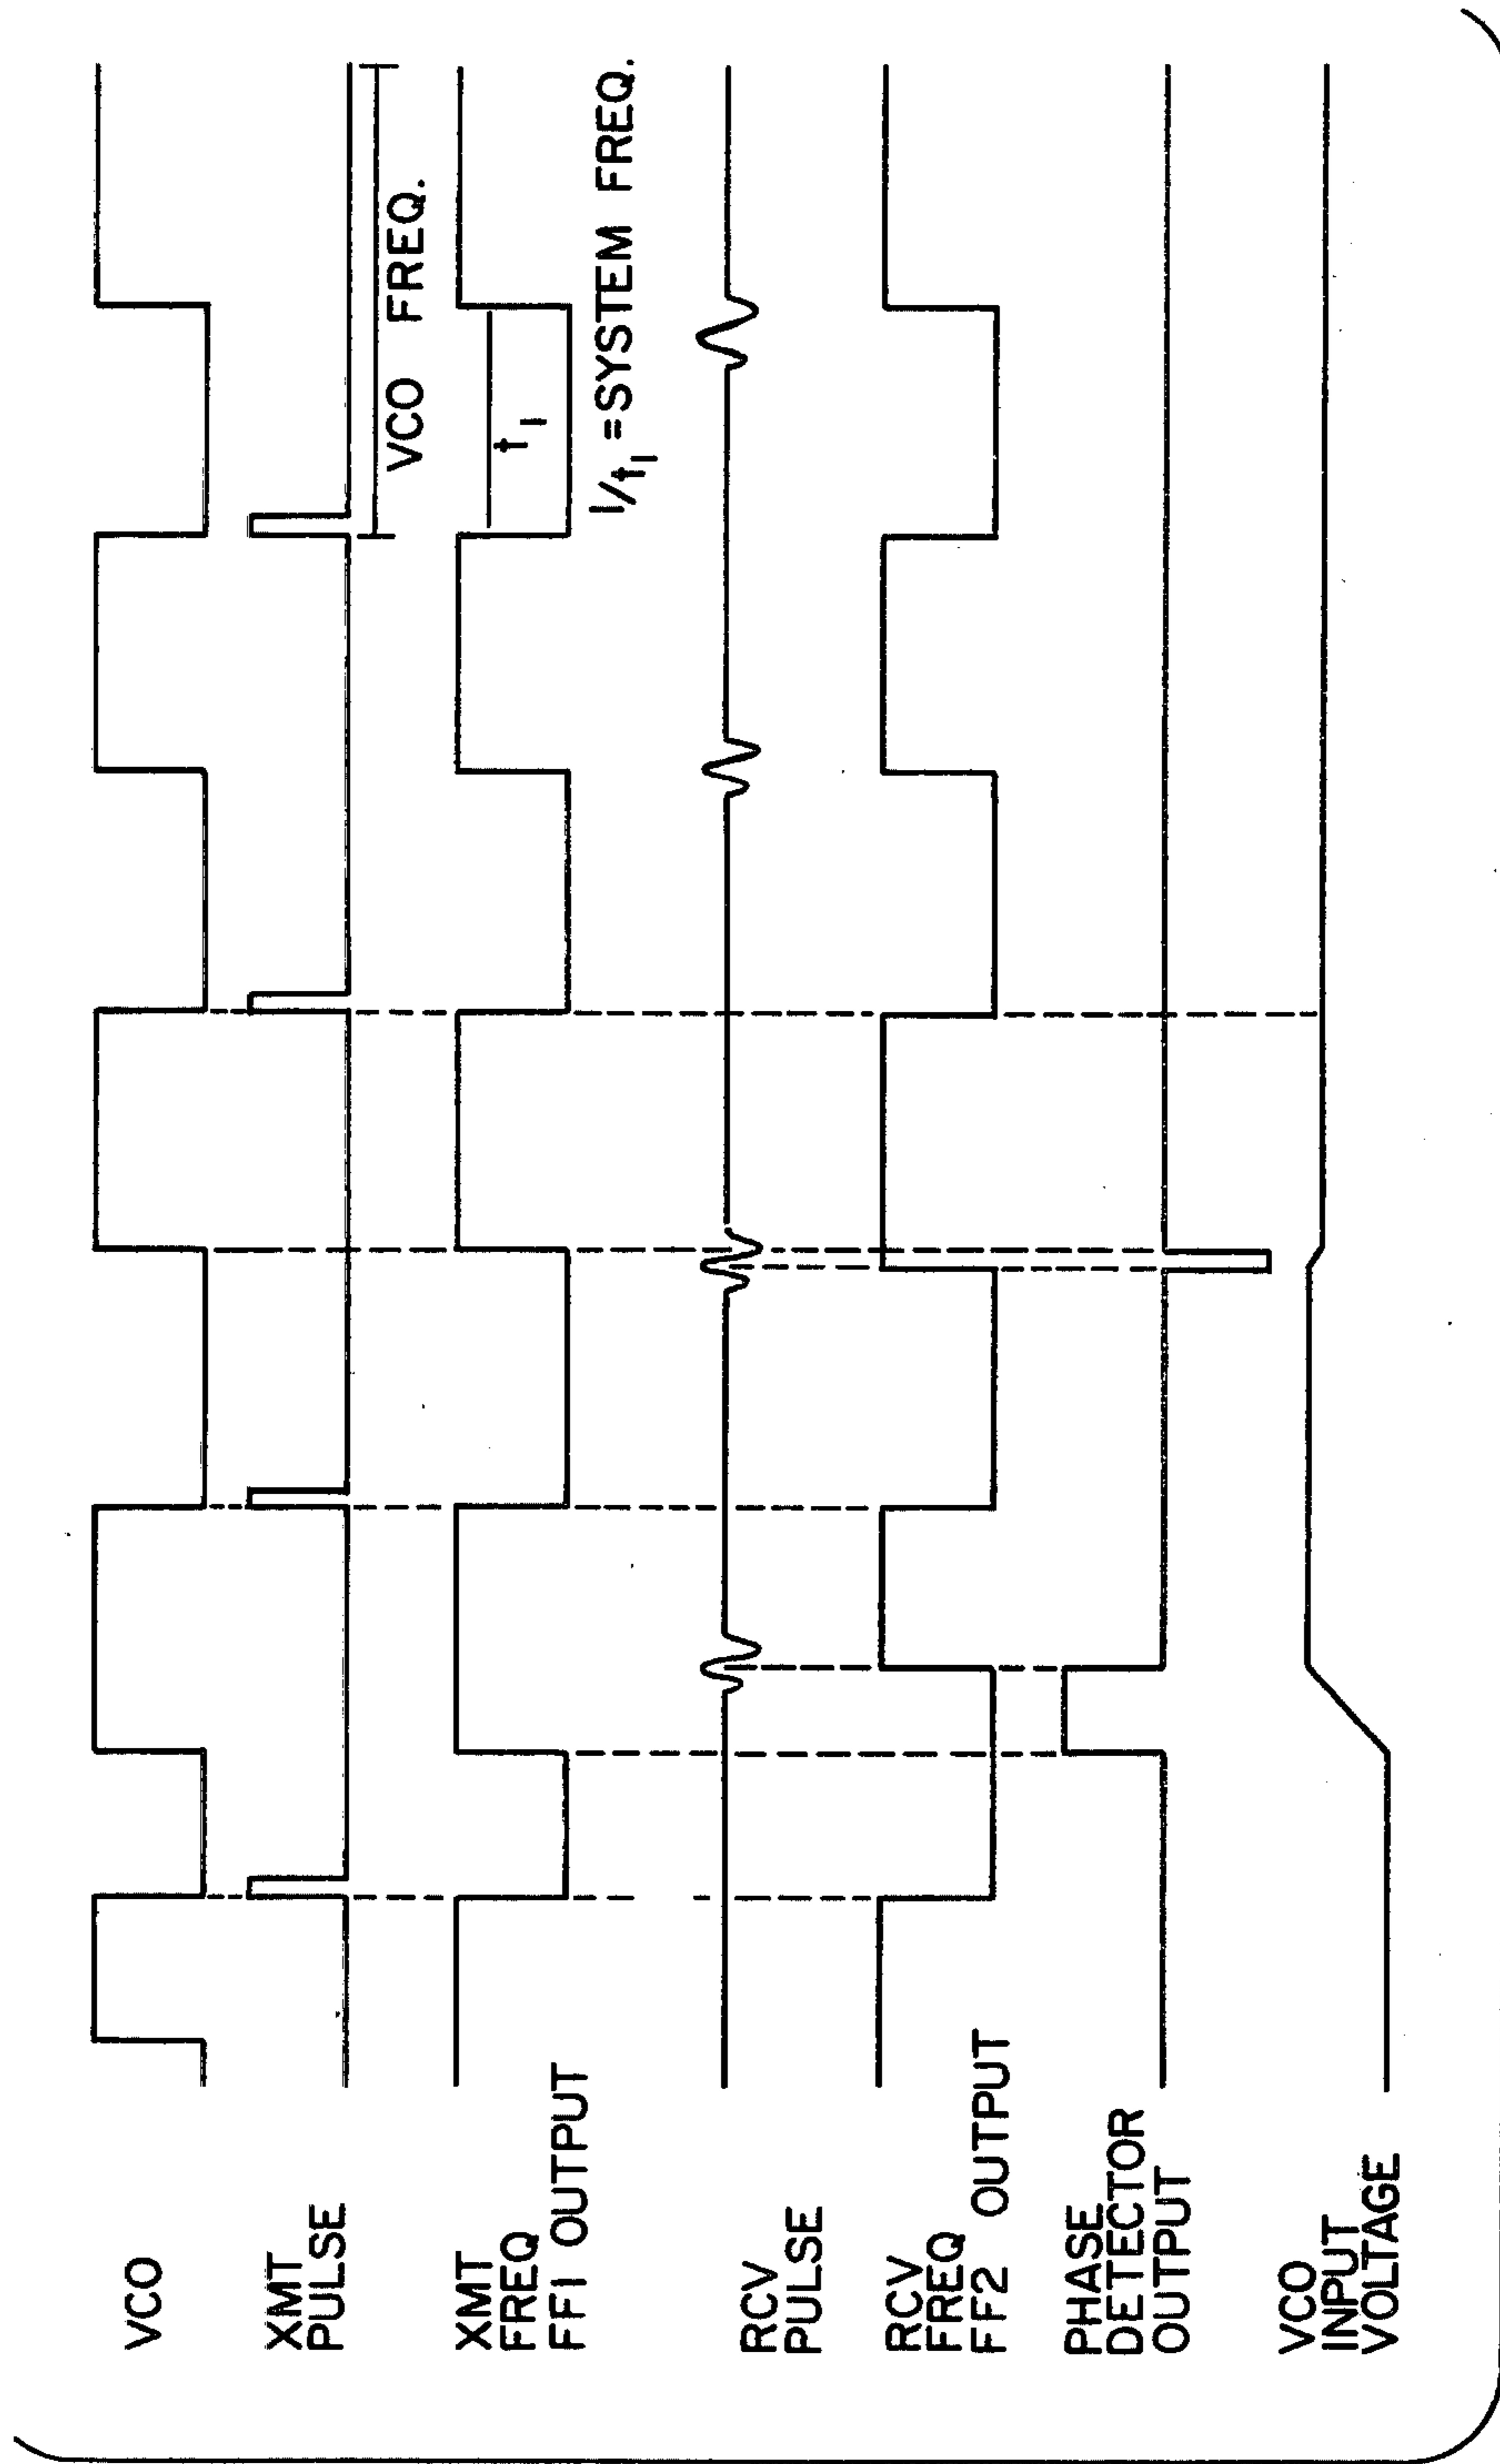 VCO
XMT
PULSE
VCO FREQ.
XMT
FREQ
FF1 OUTPUT
t1
1/t1 =SYSTEM FREQ.
RCV
PULSE
RCV
FREQ
FF2 OUTPUT
PHASE
DETECTOR
OUTPUT
VCO
INPUT
VOLTAGE